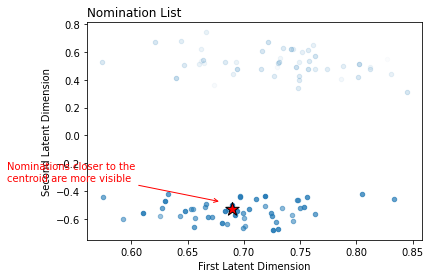 Nomination List
0.8
0.6
0.4
0.2
0.0
−0.2
−0.4
−0.6
Second Latent Dimension
Nominations closer to the
centroid are more visible
0.60 0.65 0.70 0.75 0.80 0.85
First Latent Dimension